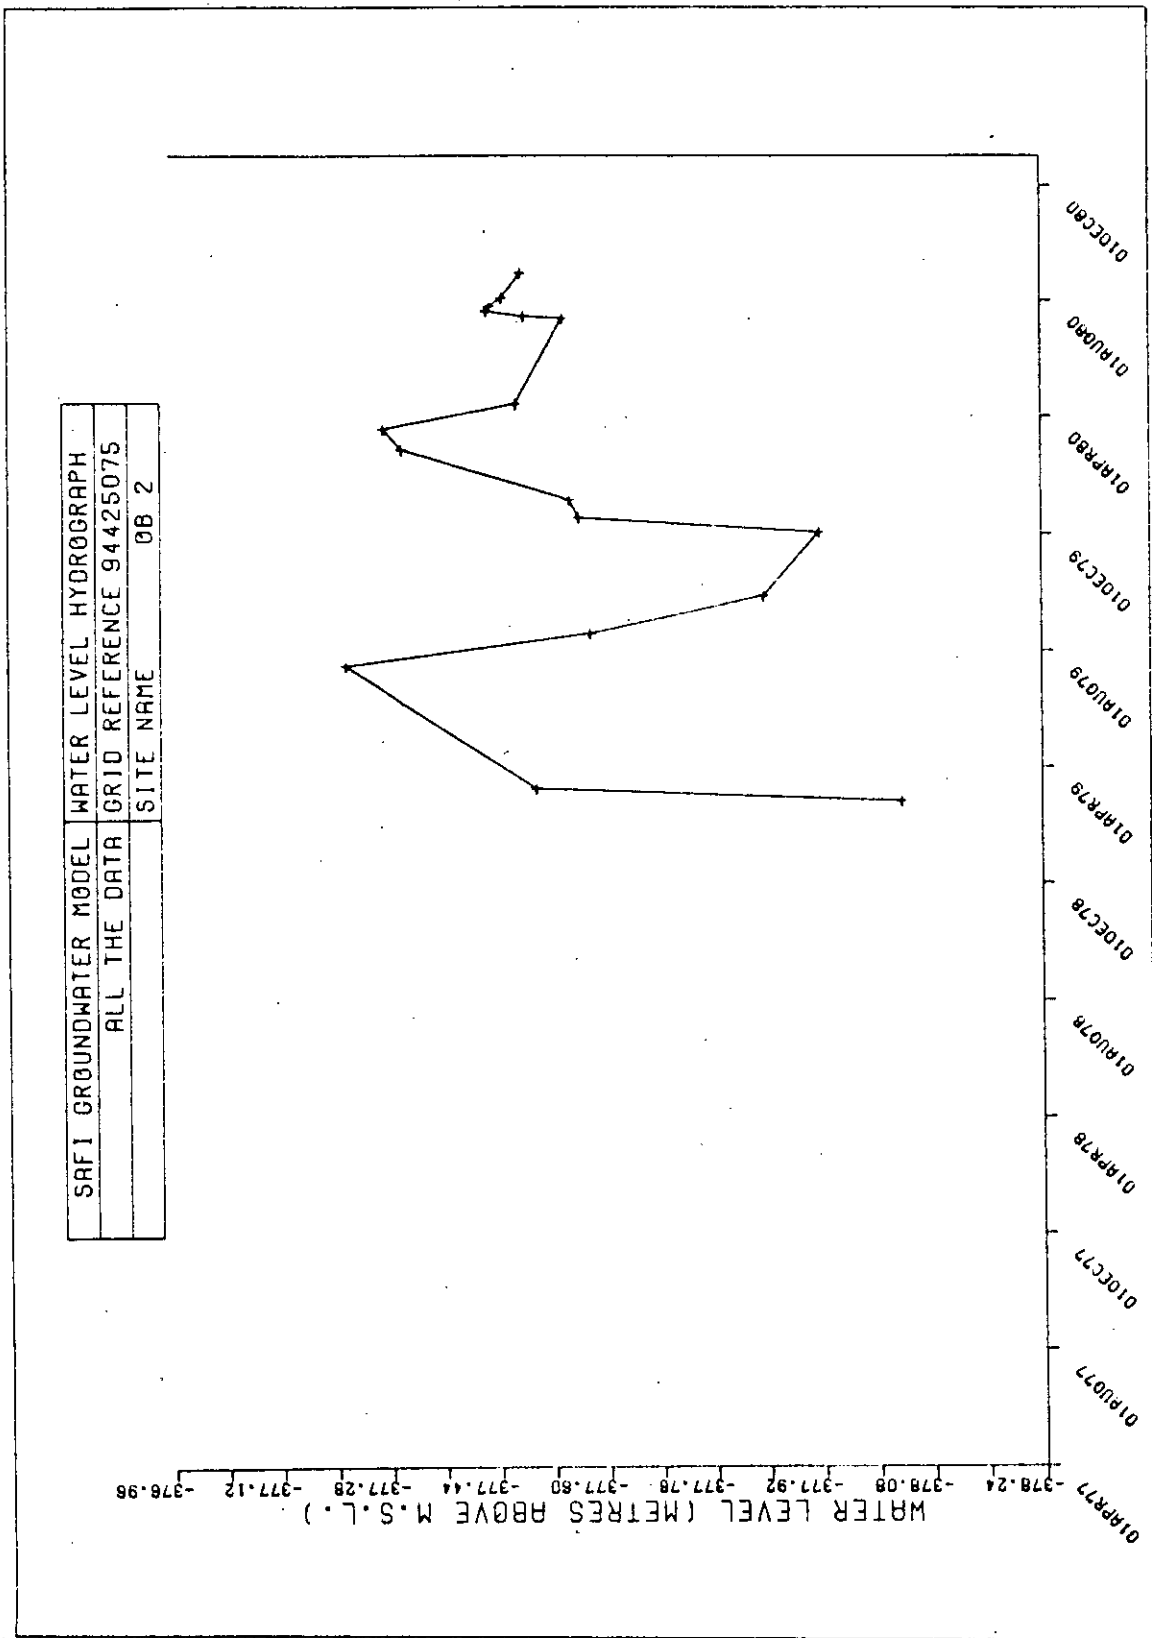 SAFI GROUNDWATER MODEL WATER LEVEL HYDROGRAPH
ALL THE DATA GRID REFERENCE 94425075
SITE NAME OB 2
WATER LEVEL (METRES ABOVE M.S.L.)
-376.96
-377.12
-377.28
-377.44
-377.60
-377.76
-377.92
-378.08
-378.24
01APR77
01AUG77
01DEC77
01APR78
01AUG78
01DEC78
01APR79
01AUG79
01DEC79
01APR80
01AUG80
01DEC80